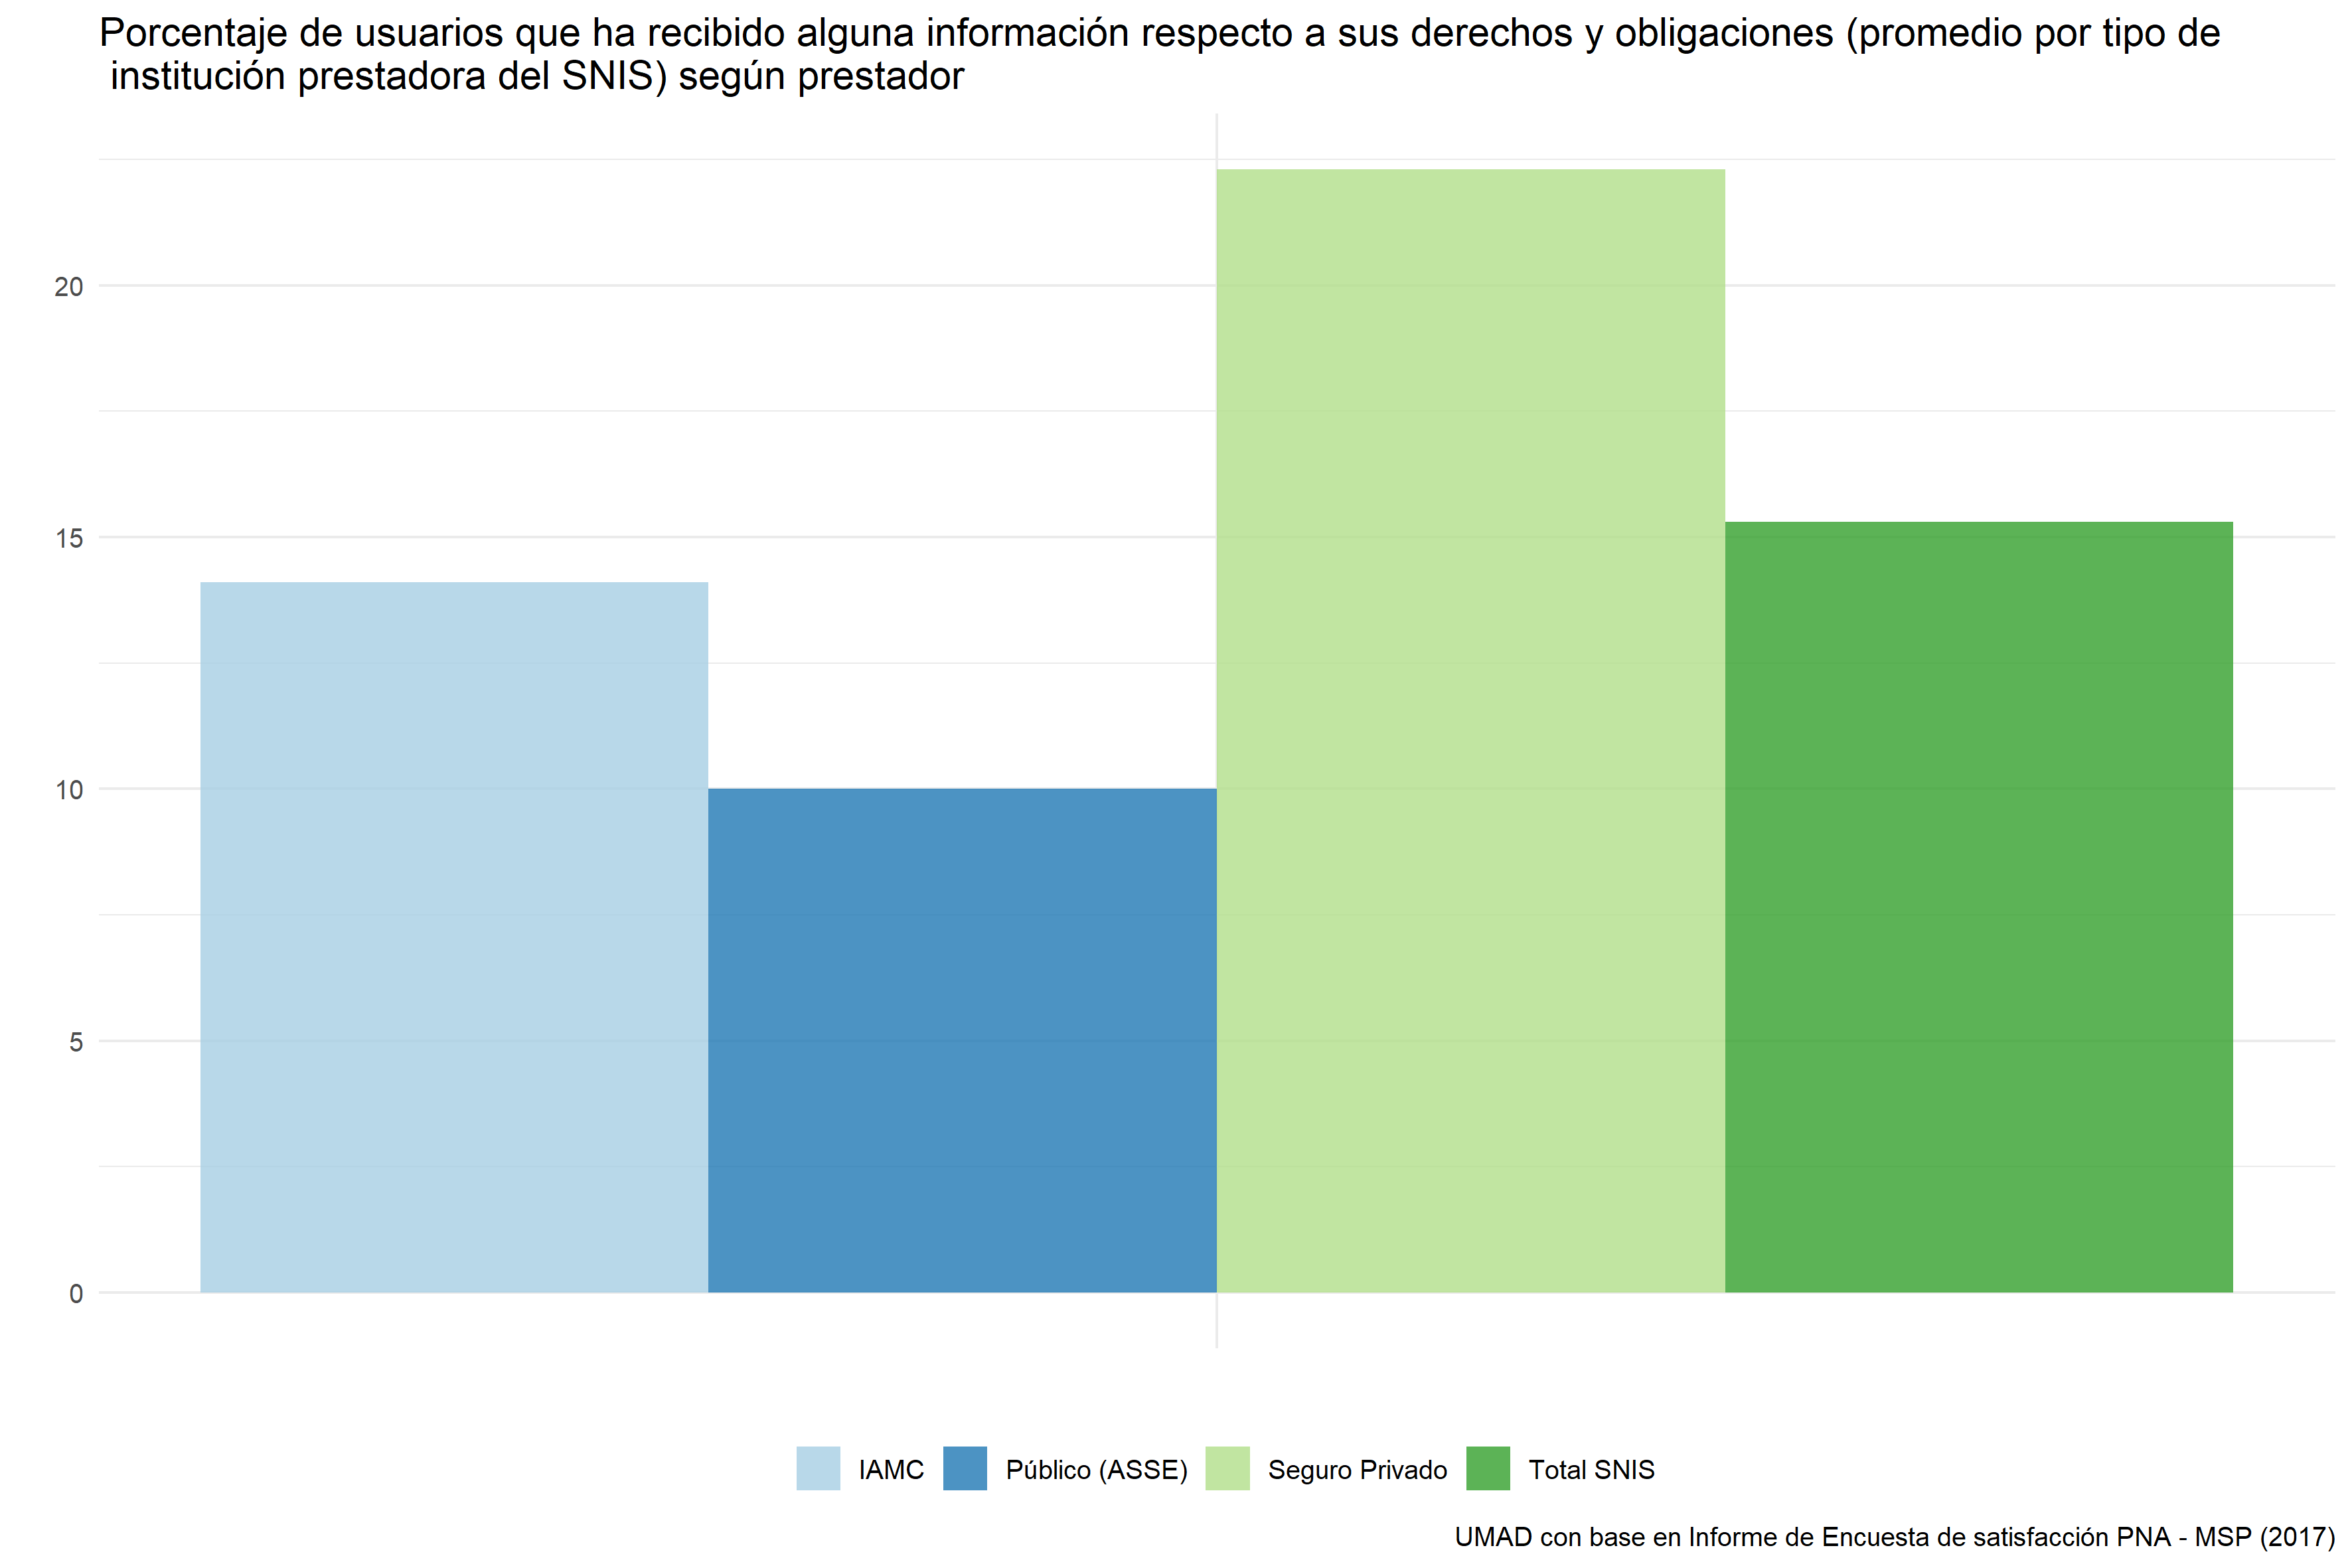 Porcentaje de usuarios que ha recibido alguna información respecto a sus derechos y obligaciones (promedio por tipo de
institución prestadora del SNIS) según prestador
20
15
10
5
0
IAMC
Público (ASSE)
Seguro Privado
Total SNIS
UMAD con base en Informe de Encuesta de satisfacción PNA - MSP (2017)